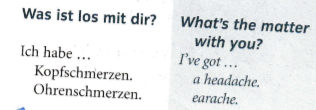 Was ist los mit dir?
Ich habe …
Kopfschmerzen.
Ohrenschmerzen.
What's the matter
with you?
I've got …
a headache.
earache.